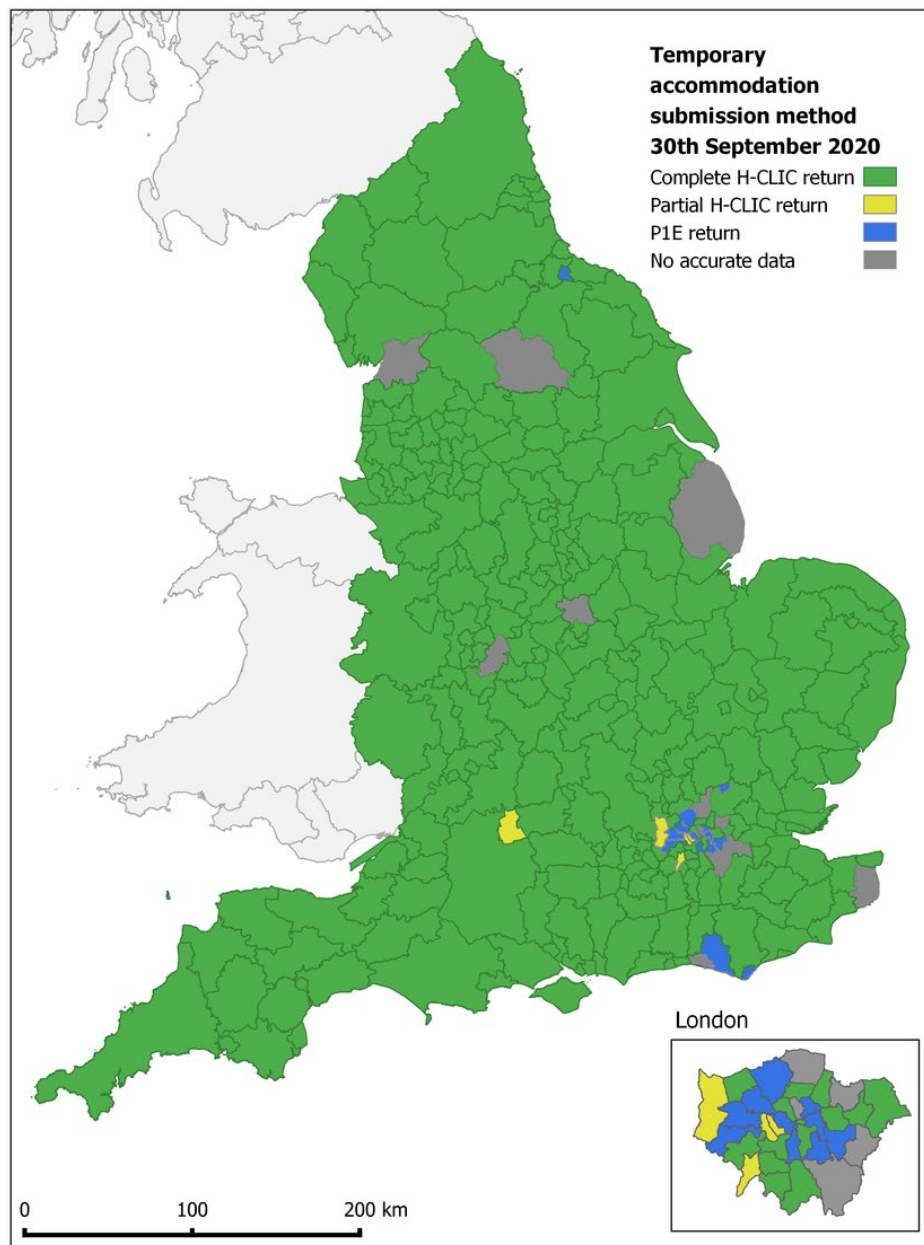 Temporary
accommodation
submission method
30th September 2020
Complete H-CLIC return
Partial H-CLIC return
P1E return
No accurate data
London
0 100 200 km